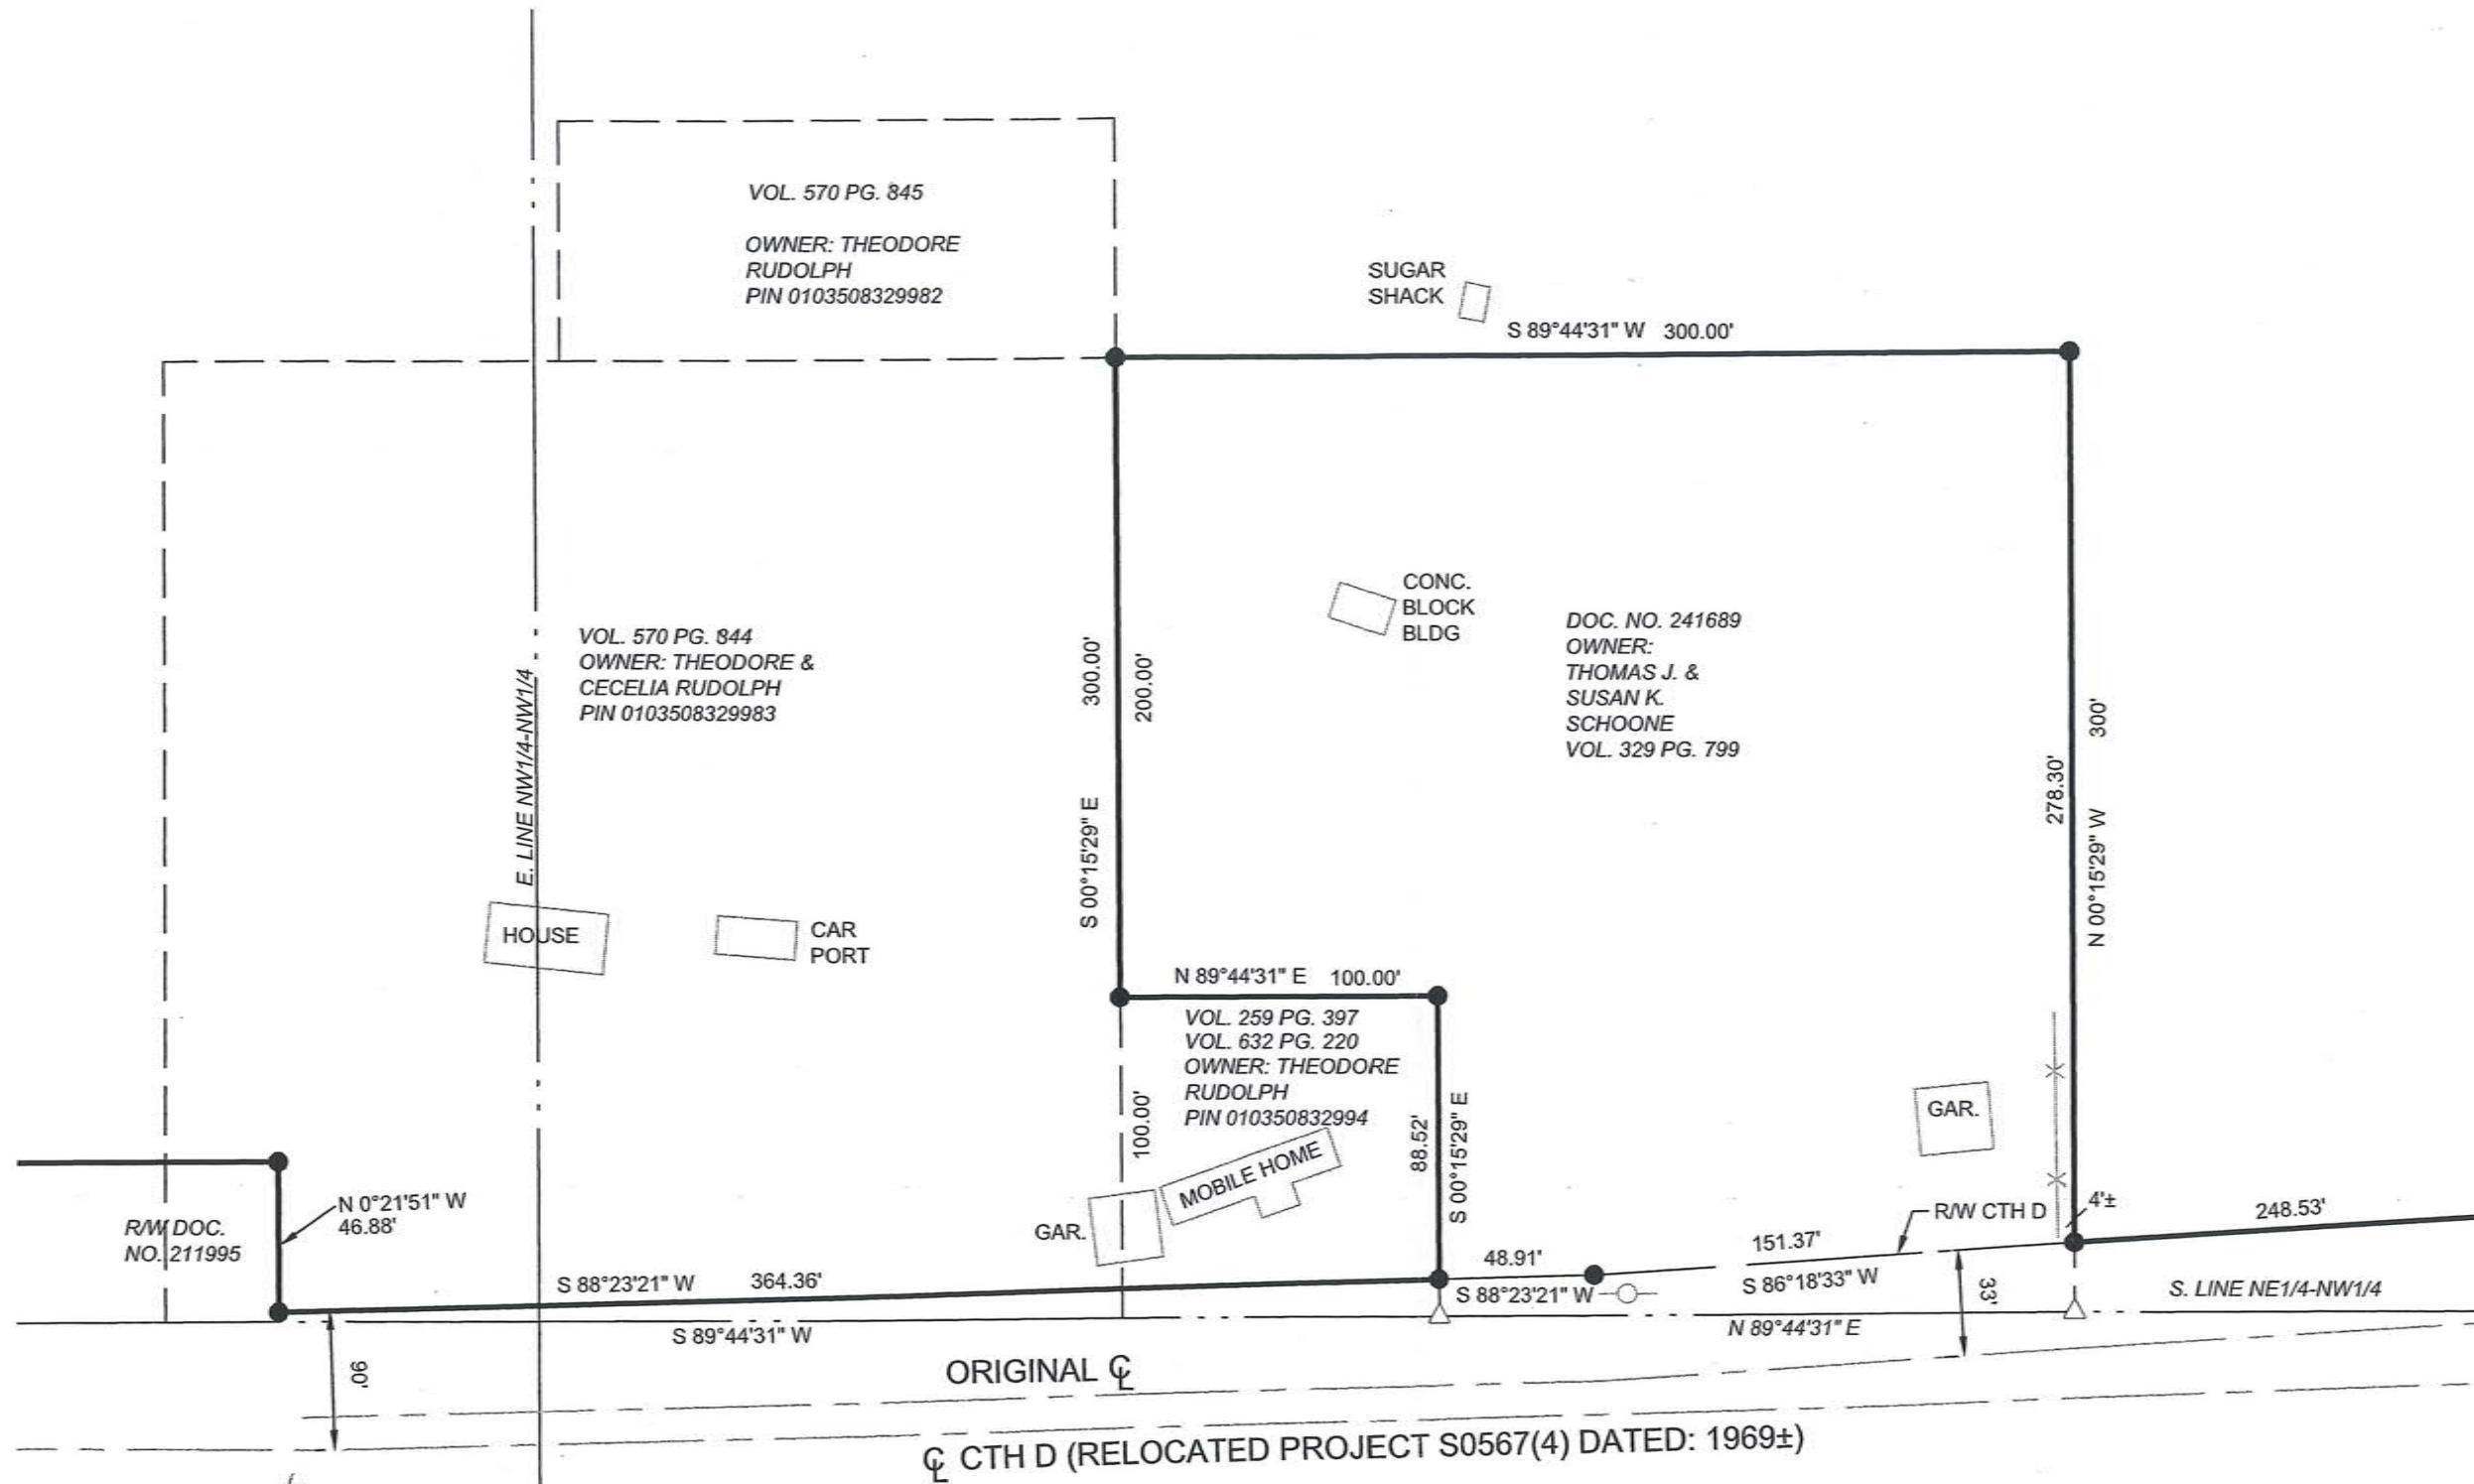 VOL. 570 PG. 845
OWNER: THEODORE
RUDOLPH
PIN 0103508329982
SUGAR
SHACK
S 89°44'31" W 300.00'
VOL. 570 PG. 844
OWNER: THEODORE &
CECELIA RUDOLPH
PIN 0103508329983
E. LINE NW1/4-NW1/4
HOUSE
CAR
PORT
S 00°15'29" E 300.00'
200.00'
CONC.
BLOCK
BLDG
DOC. NO. 241689
OWNER:
THOMAS J. &
SUSAN K.
SCHOONE
VOL. 329 PG. 799
278.30'
N 00°15'29" W 300'
N 89°44'31" E 100.00'
VOL. 259 PG. 397
VOL. 632 PG. 220
OWNER: THEODORE
RUDOLPH
PIN 010350832994
100.00'
MOBILE HOME
GAR.
88.52'
S 00°15'29" E
GAR.
R/W DOC.
NO. 211995
N 0°21'51" W
46.88'
S 88°23'21" W 364.36'
48.91'
S 88°23'21" W
151.37'
S 86°18'33" W
R/W CTH D
4'±
248.53'
33'
S. LINE NE1/4-NW1/4
S 89°44'31" W
N 89°44'31" E
90'
ORIGINAL ℄
℄ CTH D (RELOCATED PROJECT S0567(4) DATED: 1969±)